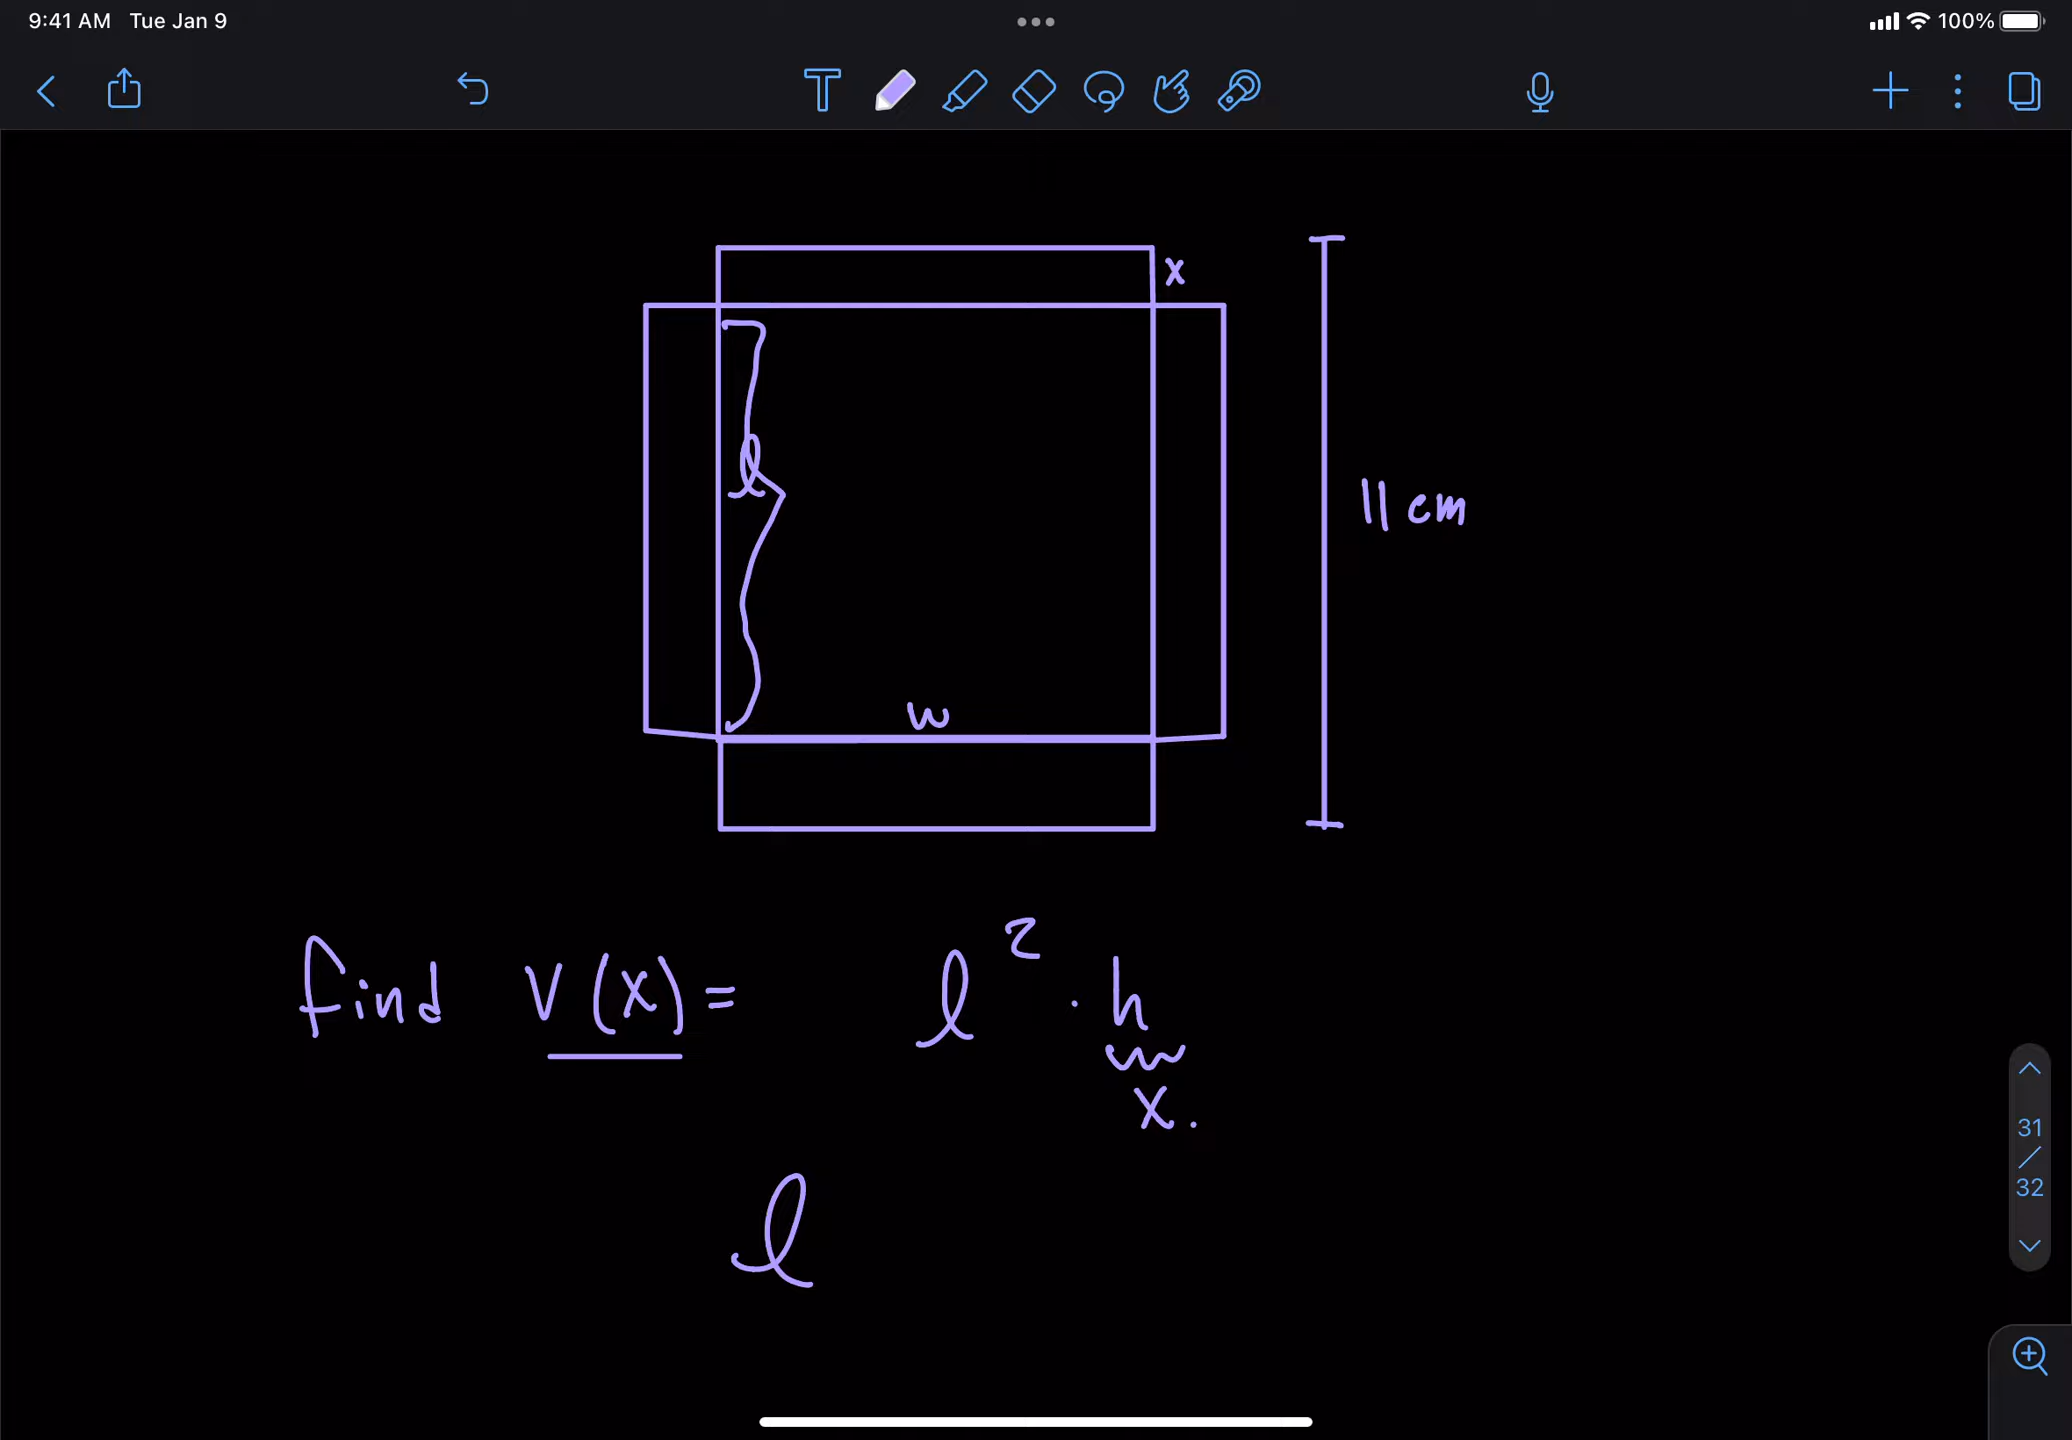 9:41 AM Tue Jan 9
100%
T
x
l
11 cm
w
find V(x)= l² · h
x.
l
31
/
32